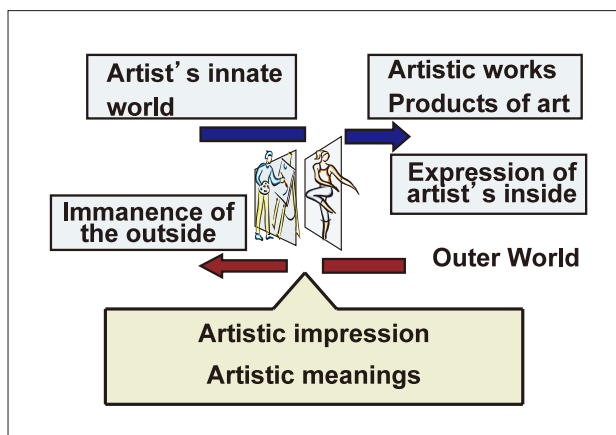 Artist's innate
world
Artistic works
Products of art
Expression of
artist's inside
Immanence of
the outside
Outer World
Artistic impression
Artistic meanings